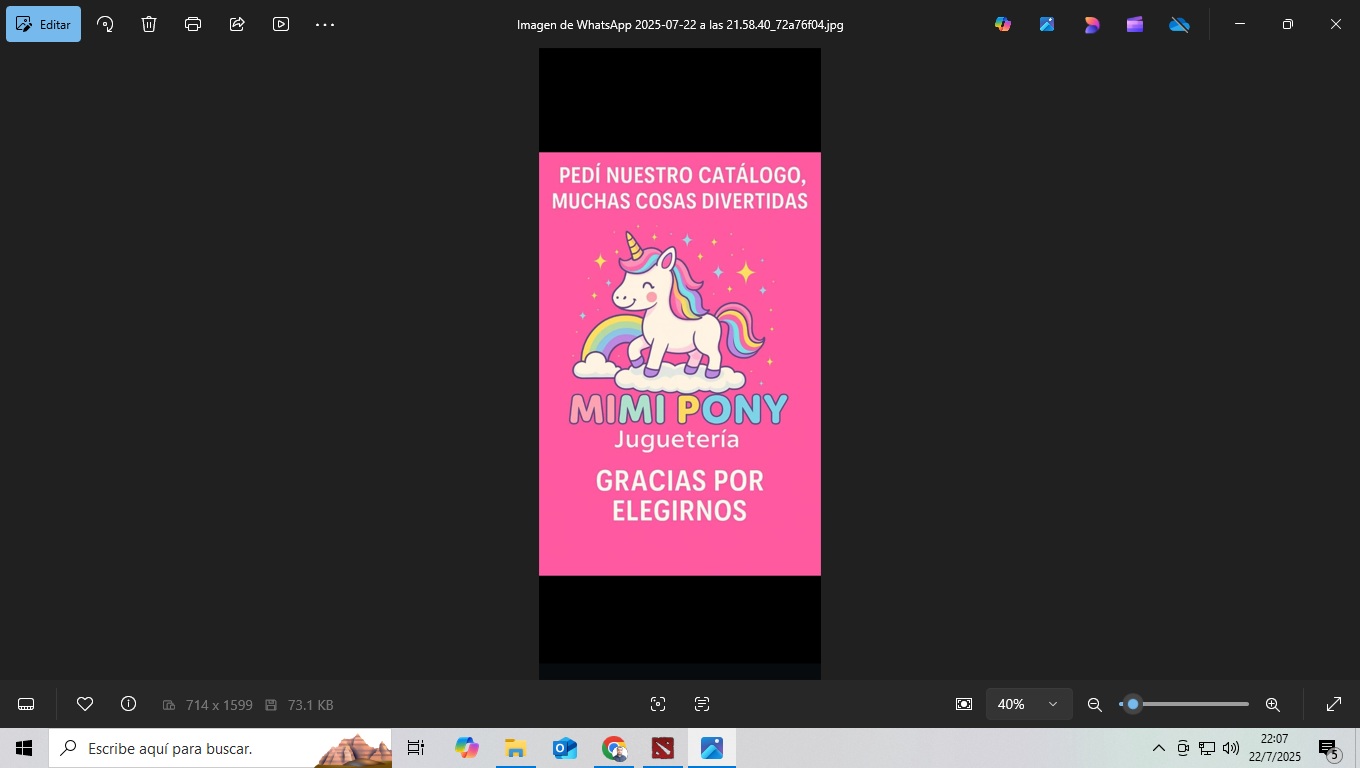 Editar
Imagen de WhatsApp 2025-07-22 a las 21.58.40_72a76f04.jpg
PEDÍ NUESTRO CATÁLOGO,
MUCHAS COSAS DIVERTIDAS
MIMI PONY
Juguetería
GRACIAS POR
ELEGIRNOS
714 x 1599
73.1 KB
40%
Escribe aquí para buscar.
22:07
22/7/2025
5